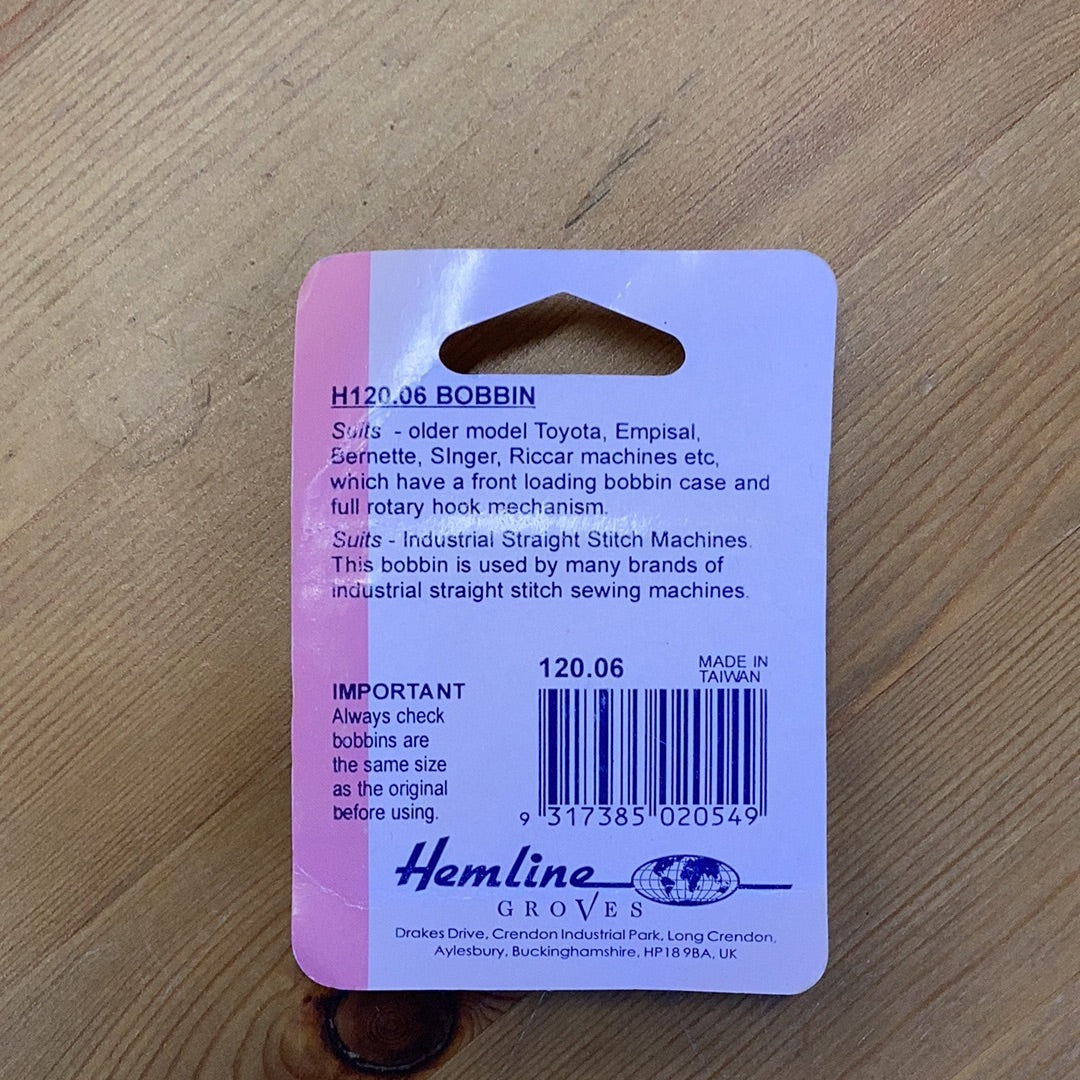 H120.06 BOBBIN
Suits - older model Toyota, Empisal,
Bernette, SInger, Riccar machines etc,
which have a front loading bobbin case and
full rotary hook mechanism.
Suits - Industrial Straight Stitch Machines.
This bobbin is used by many brands of
industrial straight stitch sewing machines.
120.06
MADE IN
TAIWAN
IMPORTANT
Always check
bobbins are
the same size
as the original
before using.
9 317385 020549
Hemline
GROVES
Drakes Drive, Crendon Industrial Park, Long Crendon,
Aylesbury, Buckinghamshire, HP18 9BA, UK